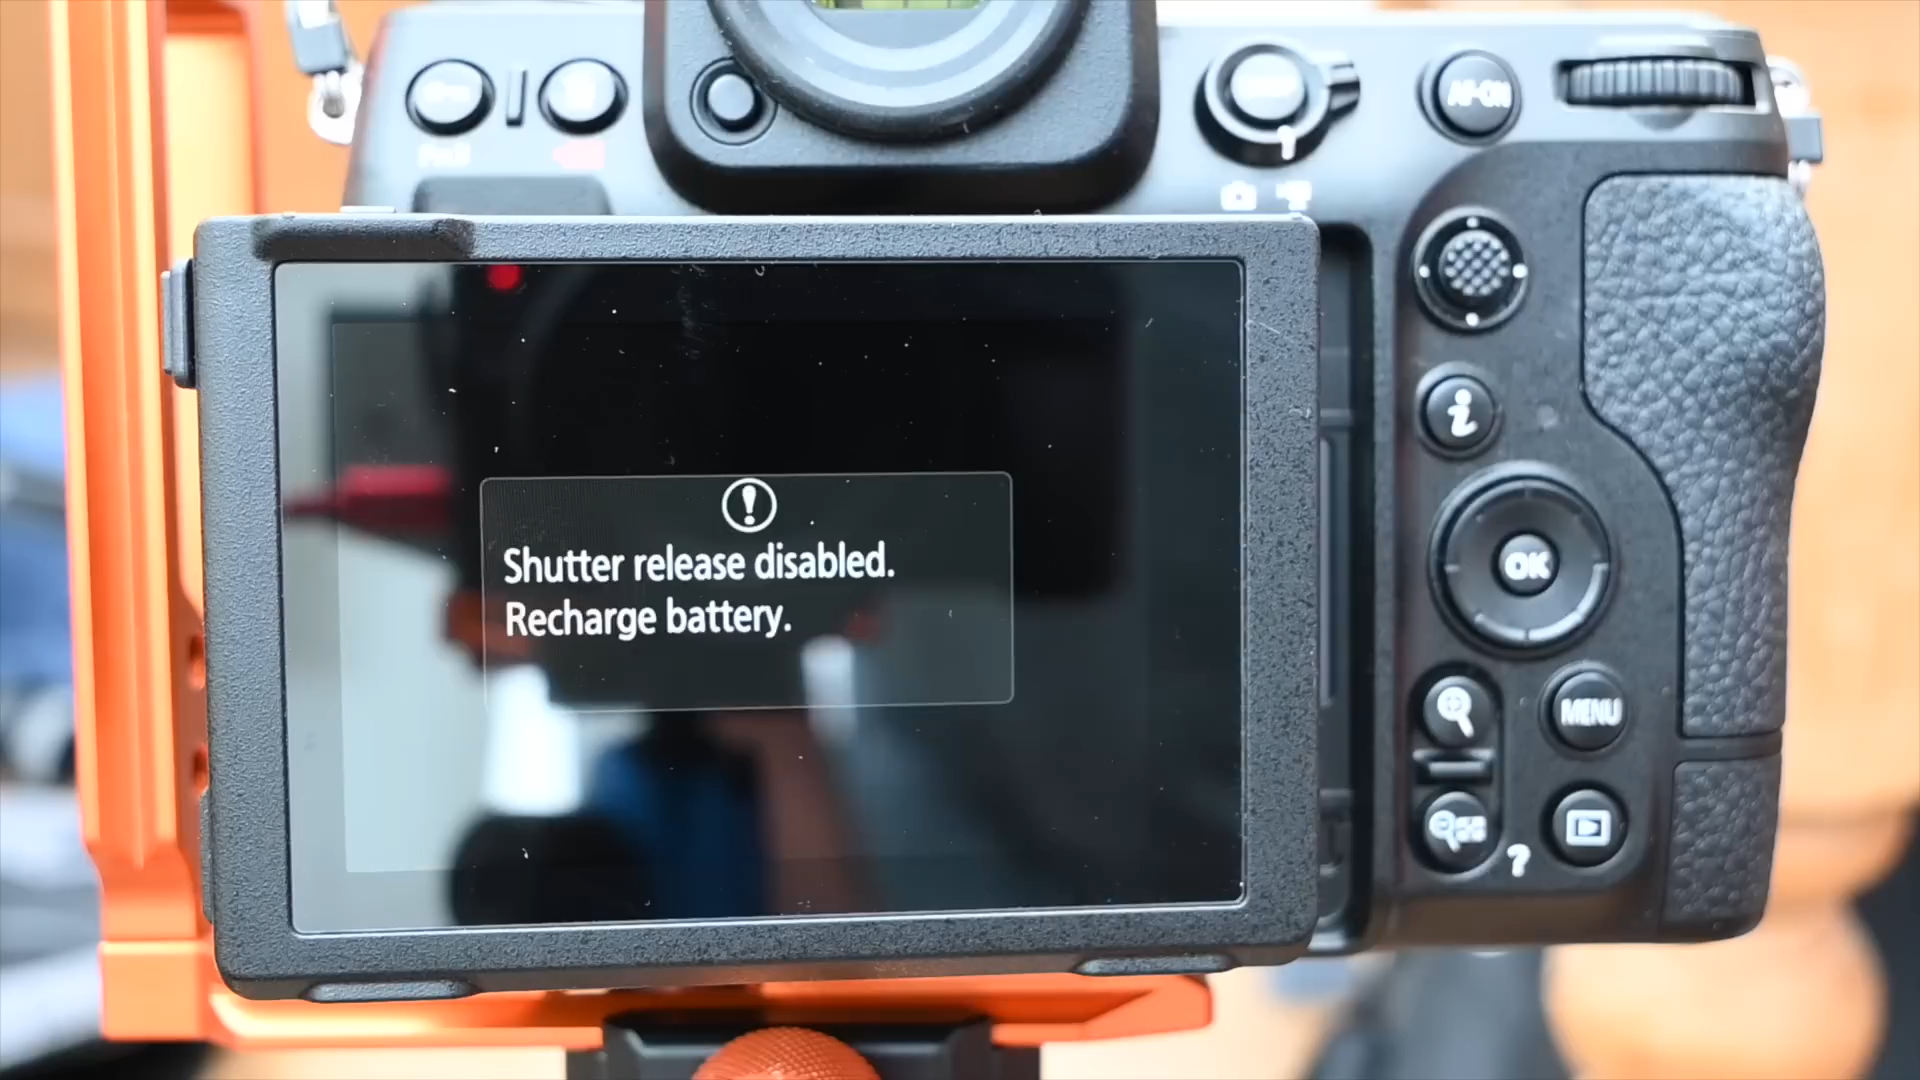 AF-ON
Shutter release disabled.
Recharge battery.
i
OK
MENU
?